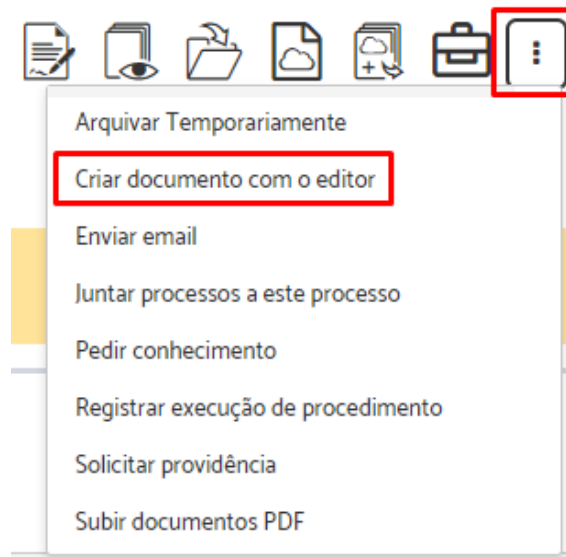 Arquivar Temporariamente
Criar documento com o editor
Enviar email
Juntar processos a este processo
Pedir conhecimento
Registrar execução de procedimento
Solicitar providência
Subir documentos PDF